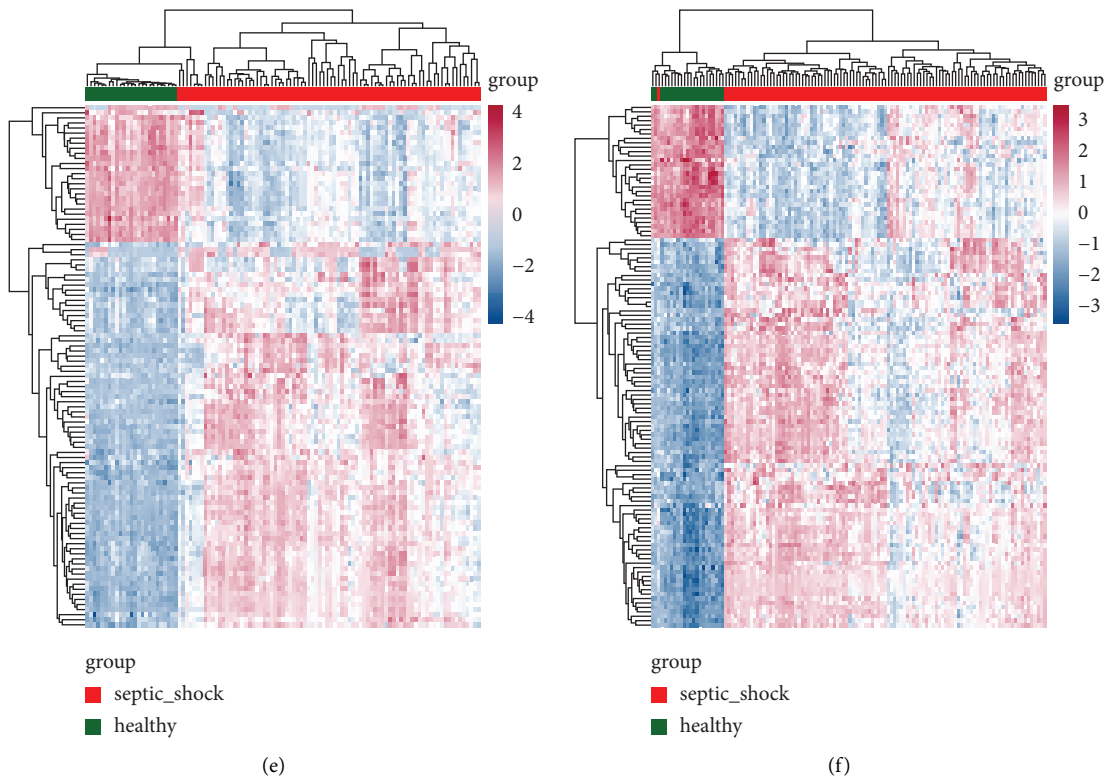 group
4
2
0
−2
−4
group
septic_shock
healthy
(e)
group
3
2
1
0
−1
−2
−3
group
septic_shock
healthy
(f)